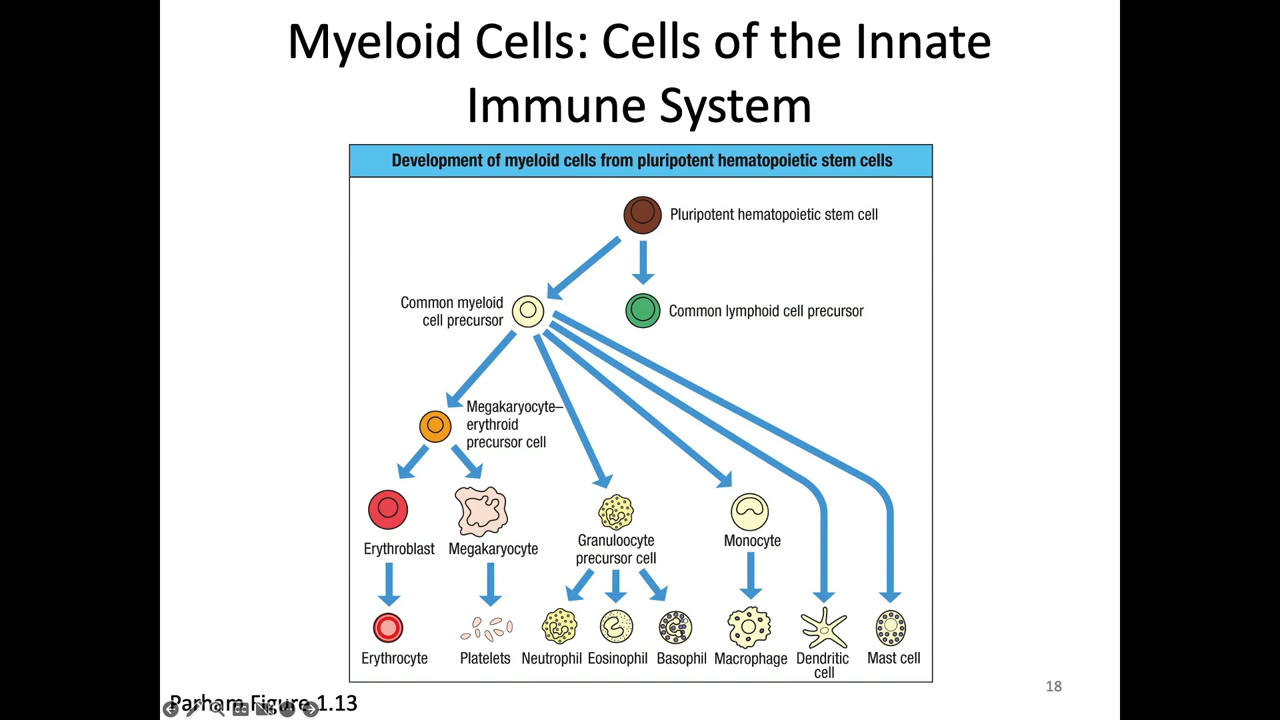 Myeloid Cells: Cells of the Innate
Immune System
Development of myeloid cells from pluripotent hematopoietic stem cells
Pluripotent hematopoietic stem cell
Common myeloid
cell precursor
Common lymphoid cell precursor
Megakaryocyte–
erythroid
precursor cell
Erythroblast
Megakaryocyte
Granuloocyte
precursor cell
Monocyte
Erythrocyte
Platelets
Neutrophil
Eosinophil
Basophil
Macrophage
Dendritic
cell
Mast cell
18
Parham Figure 1.13